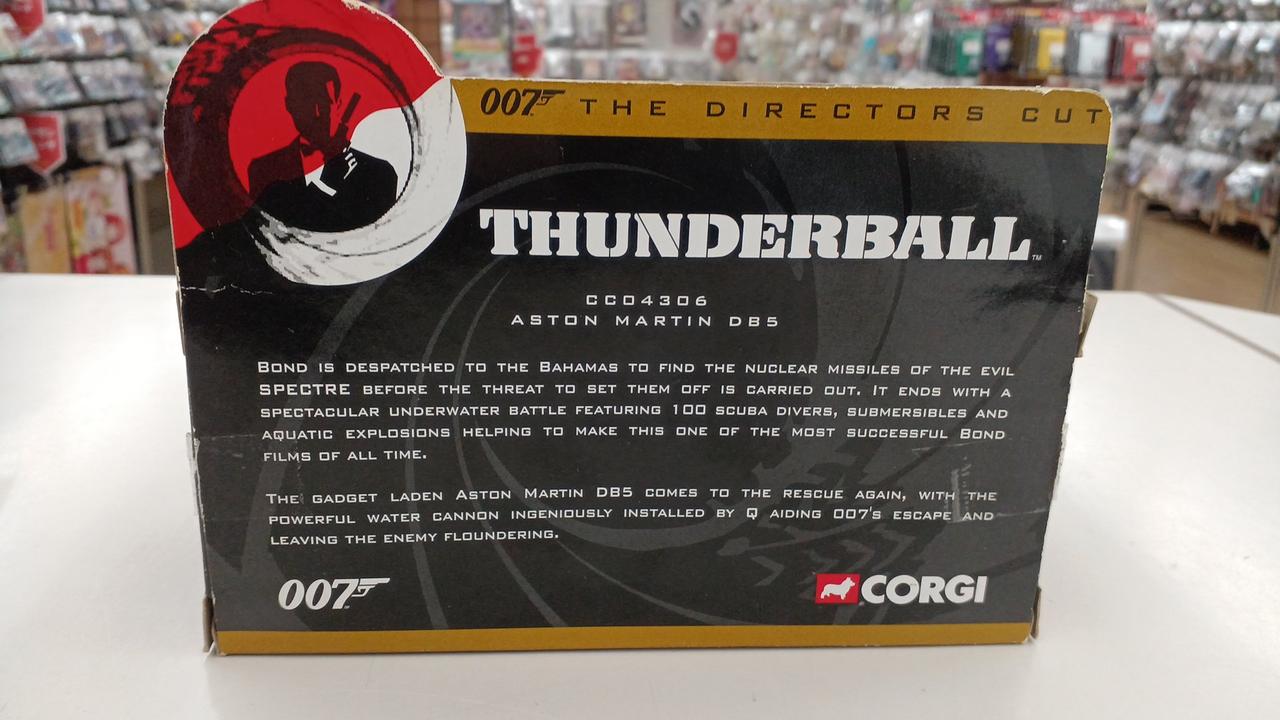 007 THE DIRECTORS CUT
THUNDERBALL™
CC04306
ASTON MARTIN DB5
BOND IS DESPATCHED TO THE BAHAMAS TO FIND THE NUCLEAR MISSILES OF THE EVIL
SPECTRE BEFORE THE THREAT TO SET THEM OFF IS CARRIED OUT. IT ENDS WITH A
SPECTACULAR UNDERWATER BATTLE FEATURING 100 SCUBA DIVERS, SUBMERSIBLES AND
AQUATIC EXPLOSIONS HELPING TO MAKE THIS ONE OF THE MOST SUCCESSFUL BOND
FILMS OF ALL TIME.
THE GADGET LADEN ASTON MARTIN DB5 COMES TO THE RESCUE AGAIN, WITH THE
POWERFUL WATER CANNON INGENIOUSLY INSTALLED BY Q AIDING 007'S ESCAPE AND
LEAVING THE ENEMY FLOUNDERING.
007
CORGI